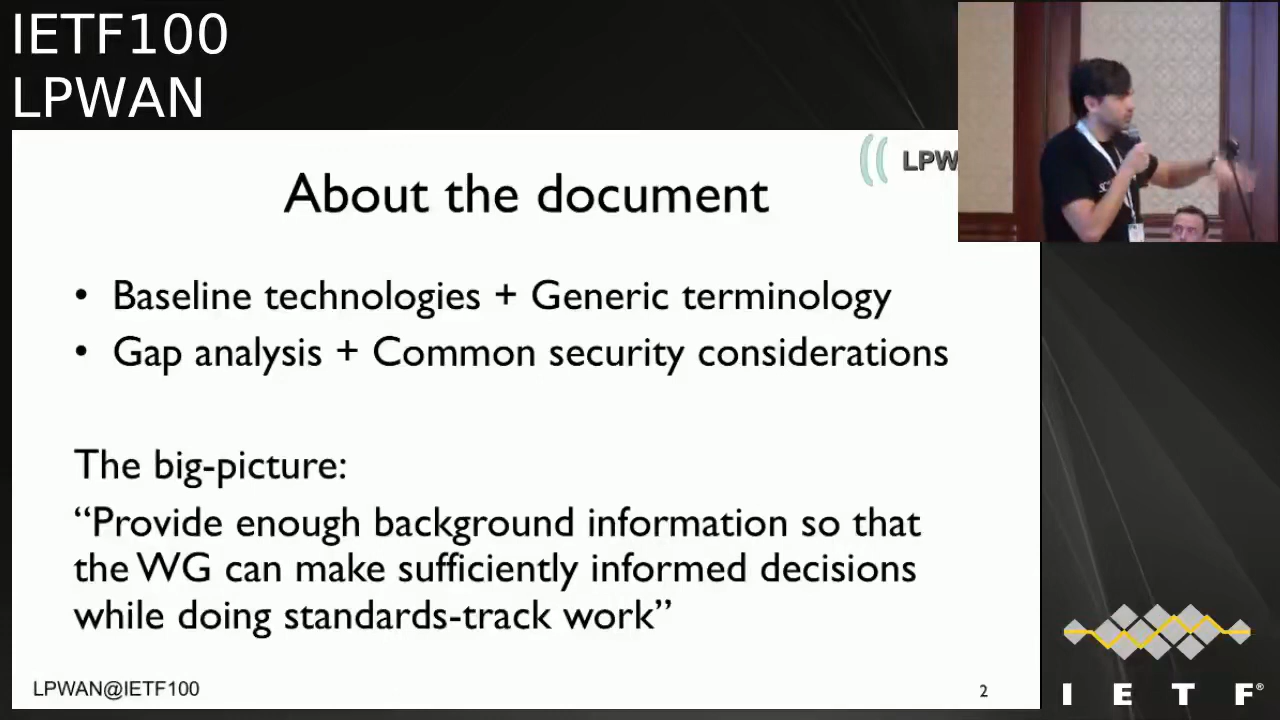 IETF100
LPWAN
LPW
About the document
• Baseline technologies + Generic terminology
• Gap analysis + Common security considerations
The big-picture:
“Provide enough background information so that
the WG can make sufficiently informed decisions
while doing standards-track work”
LPWAN@IETF100
2
I E T F®